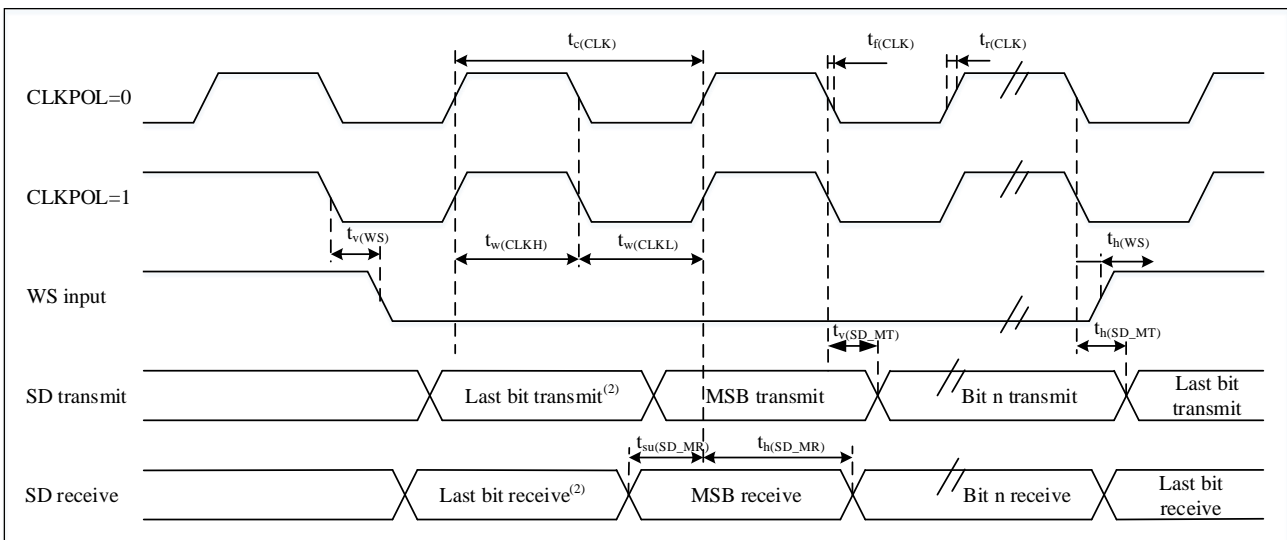 t_c(CLK)
t_f(CLK)
t_r(CLK)
CLKPOL=0
CLKPOL=1
t_v(WS)
t_w(CLKH)
t_w(CLKL)
t_h(WS)
WS input
t_v(SD_MT)
t_h(SD_MT)
SD transmit
Last bit transmit(2)
MSB transmit
Bit n transmit
Last bit
transmit
t_su(SD_MR)
t_h(SD_MR)
SD receive
Last bit receive(2)
MSB receive
Bit n receive
Last bit
receive